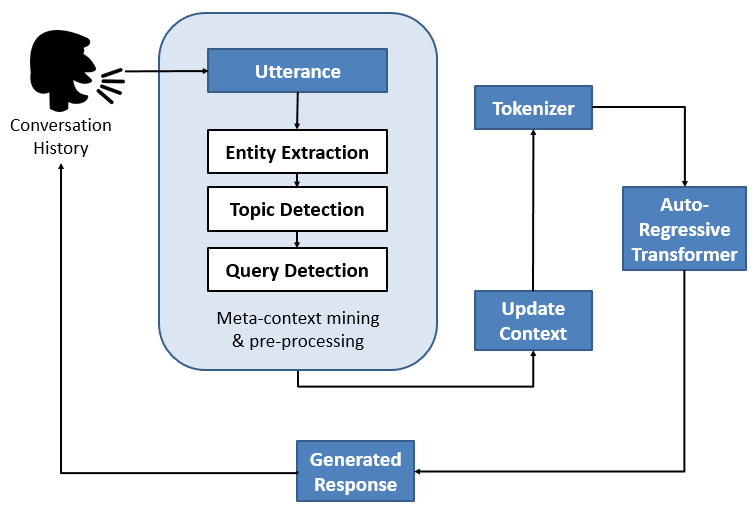 Conversation
History
Utterance
Entity Extraction
Topic Detection
Query Detection
Meta-context mining
& pre-processing
Tokenizer
Auto-
Regressive
Transformer
Update
Context
Generated
Response